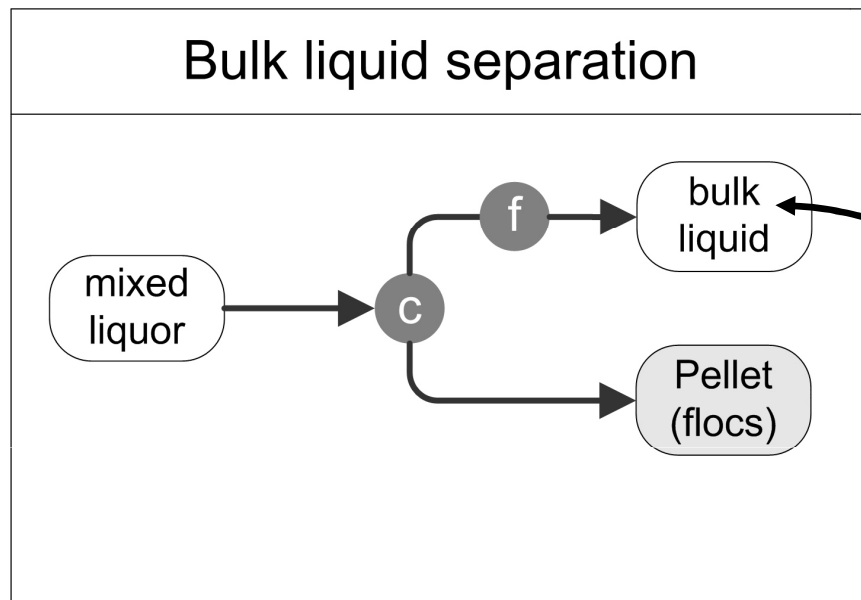 Bulk liquid separation
f
bulk
liquid
mixed
liquor
c
Pellet
(flocs)